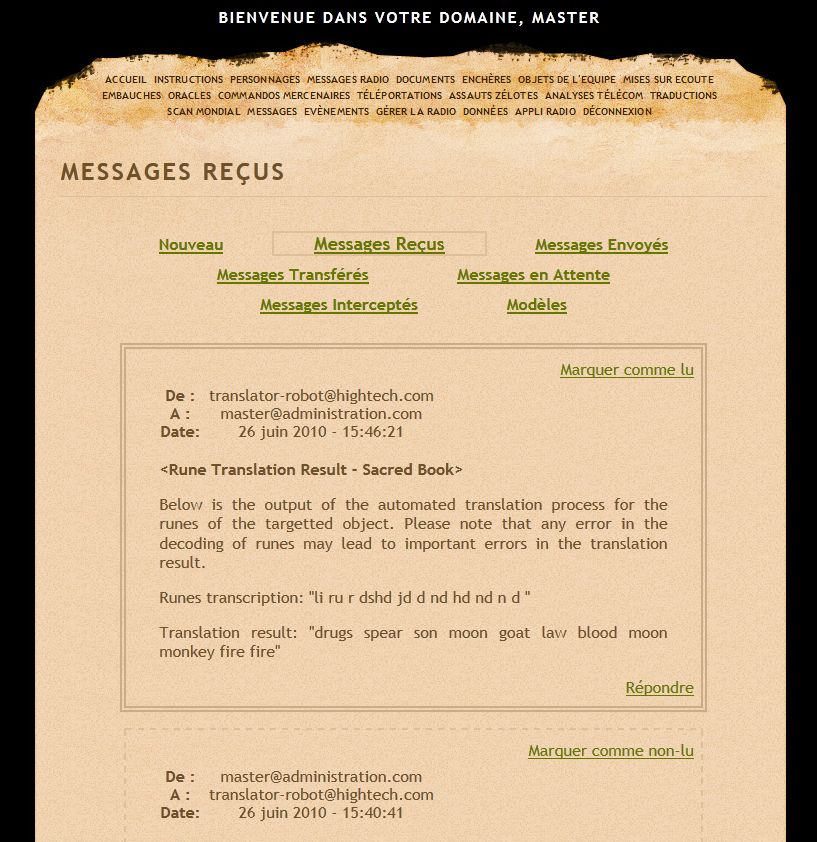 BIENVENUE DANS VOTRE DOMAINE, MASTER
ACCUEIL INSTRUCTIONS PERSONNAGES MESSAGES RADIO DOCUMENTS ENCHÈRES OBJETS DE L'EQUIPE MISES SUR ECOUTE
EMBAUCHES ORACLES COMMANDOS MERCENAIRES TÉLÉPORTATIONS ASSAUTS ZÉLOTES ANALYSES TÉLÉCOM TRADUCTIONS
SCAN MONDIAL MESSAGES EVÈNEMENTS GÉRER LA RADIO DONNÉES APPLI RADIO DÉCONNEXION
MESSAGES REÇUS
Nouveau Messages Reçus Messages Envoyés
Messages Transférés Messages en Attente
Messages Interceptés Modèles
Marquer comme lu
De : translator-robot@hightech.com
A : master@administration.com
Date: 26 juin 2010 - 15:46:21
<Rune Translation Result - Sacred Book>
Below is the output of the automated translation process for the
runes of the targetted object. Please note that any error in the
decoding of runes may lead to important errors in the translation
result.
Runes transcription: "li ru r dshd jd d nd hd nd n d "
Translation result: "drugs spear son moon goat law blood moon
monkey fire fire"
Répondre
Marquer comme non-lu
De : master@administration.com
A : translator-robot@hightech.com
Date: 26 juin 2010 - 15:40:41